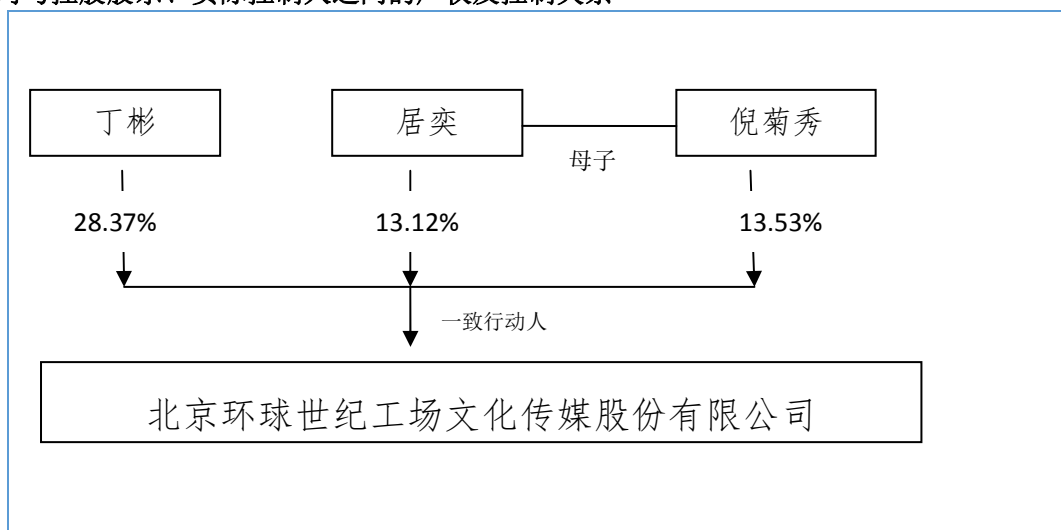 丁彬 居奕 倪菊秀
母子
28.37% 13.12% 13.53%
一致行动人
北京环球世纪工场文化传媒股份有限公司